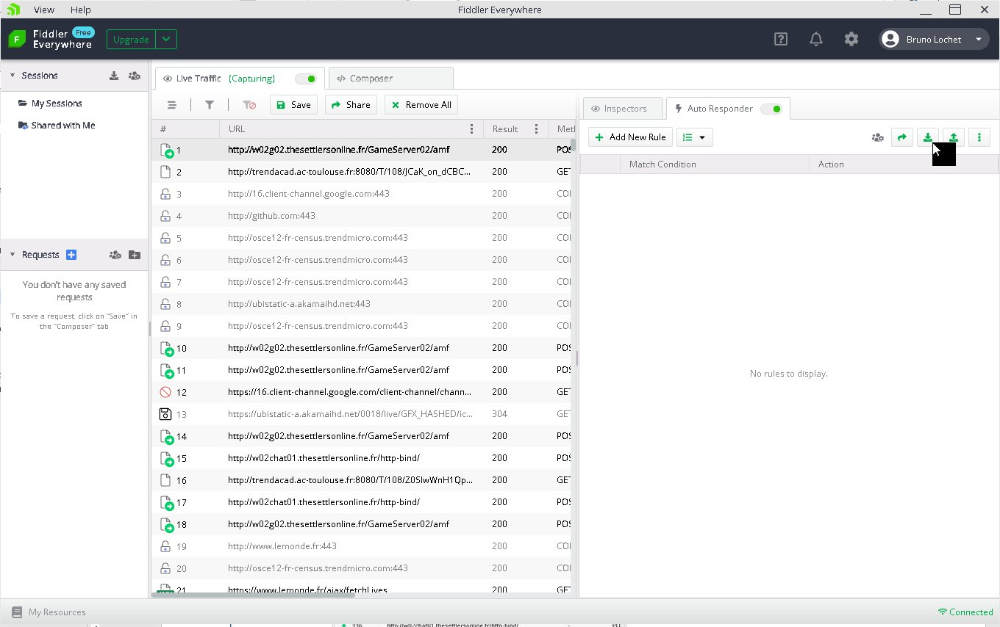 View Help Fiddler Everywhere
Fiddler Free
Everywhere
Upgrade
Bruno Lochet
Sessions
My Sessions
Shared with Me
Requests
You don't have any saved
requests
To save a request, click on "Save" in
the "Composer" tab
Live Traffic (Capturing)
Composer
Save Share Remove All
# URL Result Metl
1 http://w02g02.thesettlersonline.fr/GameServer02/amf 200 POS
2 http://trendacad.ac-toulouse.fr:8080/T/108/JCaK_on_dCBC... 200 GET
3 http://16.client-channel.google.com:443 200 COI
4 http://github.com:443 200 COI
5 http://osce12-fr-census.trendmicro.com:443 200 COI
6 http://osce12-fr-census.trendmicro.com:443 200 COI
7 http://osce12-fr-census.trendmicro.com:443 200 COI
8 http://ubistatic-a.akamaihd.net:443 200 COI
9 http://osce12-fr-census.trendmicro.com:443 200 COI
10 http://w02g02.thesettlersonline.fr/GameServer02/amf 200 POS
11 http://w02g02.thesettlersonline.fr/GameServer02/amf 200 POS
12 https://16.client-channel.google.com/client-channel/chann... 200 GET
13 https://ubistatic-a.akamaihd.net/0018/live/GFX_HASHED/ic... 304 GET
14 http://w02g02.thesettlersonline.fr/GameServer02/amf 200 POS
15 http://w02chat01.thesettlersonline.fr/http-bind/ 200 POS
16 http://trendacad.ac-toulouse.fr:8080/T/108/Z0SIwWnH1Qp... 200 GET
17 http://w02chat01.thesettlersonline.fr/http-bind/ 200 POS
18 http://w02g02.thesettlersonline.fr/GameServer02/amf 200 POS
19 http://www.lemonde.fr:443 200 COI
20 http://osce12-fr-census.trendmicro.com:443 200 COI
21 https://www.lemonde.fr/ajax/fetchLives 200 GET
Inspectors
Auto Responder
Add New Rule
Match Condition Action
No rules to display.
My Resources
Connected